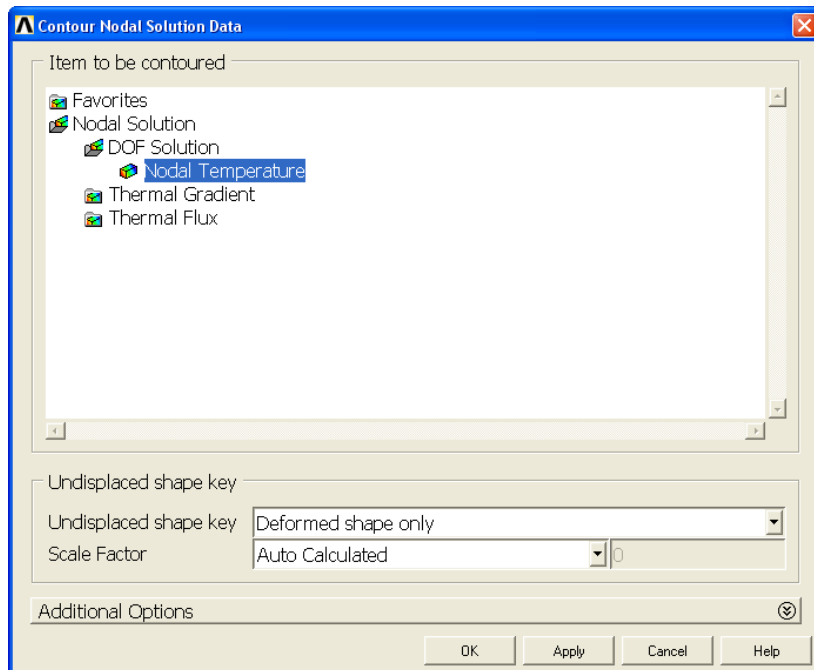 Contour Nodal Solution Data
Item to be contoured
Favorites
Nodal Solution
DOF Solution
Nodal Temperature
Thermal Gradient
Thermal Flux
Undisplaced shape key
Undisplaced shape key Deformed shape only
Scale Factor Auto Calculated 0
Additional Options
OK Apply Cancel Help